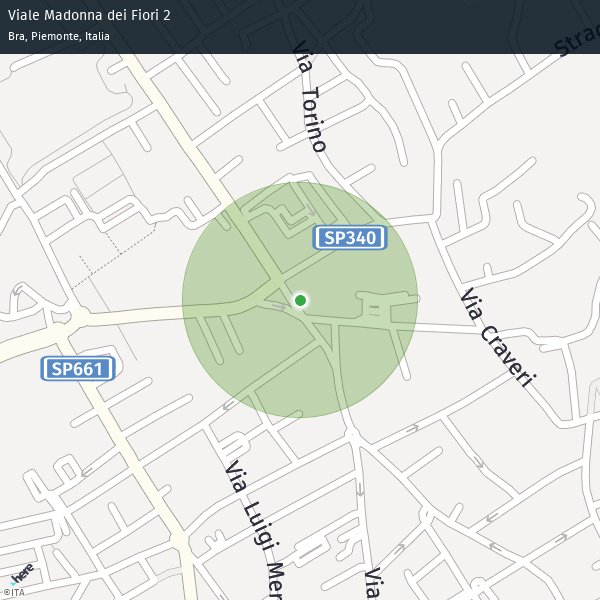 Viale Madonna dei Fiori 2
Bra, Piemonte, Italia
Strad
Via Torino
SP340
Via Craveri
SP661
Via Luigi Mer
Via
here
©ITA